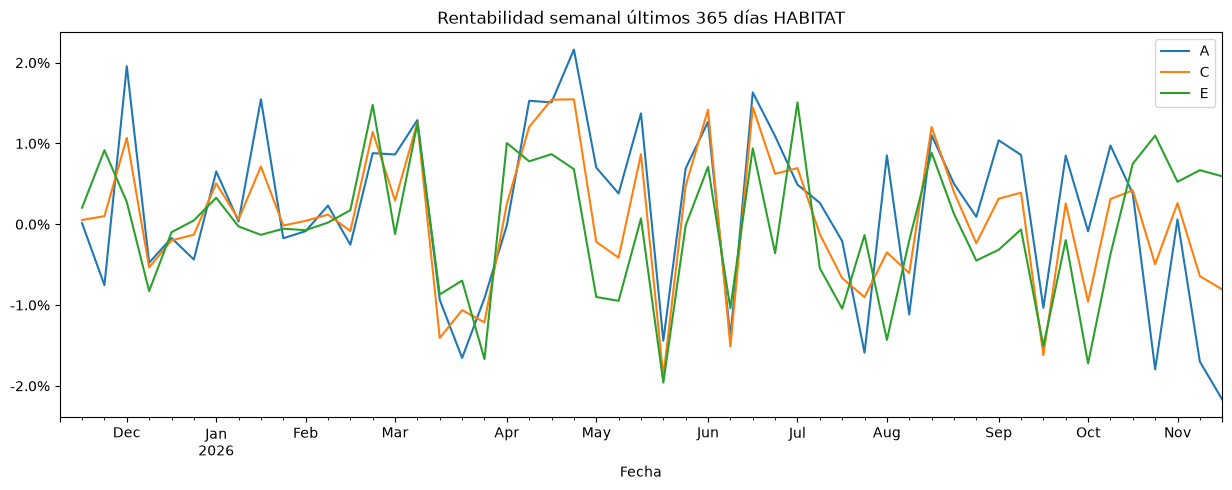 Rentabilidad semanal últimos 365 días HABITAT
A
C
E
2.0%
1.0%
0.0%
-1.0%
-2.0%
Dec Jan Feb Mar Apr May Jun Jul Aug Sep Oct Nov
2026
Fecha